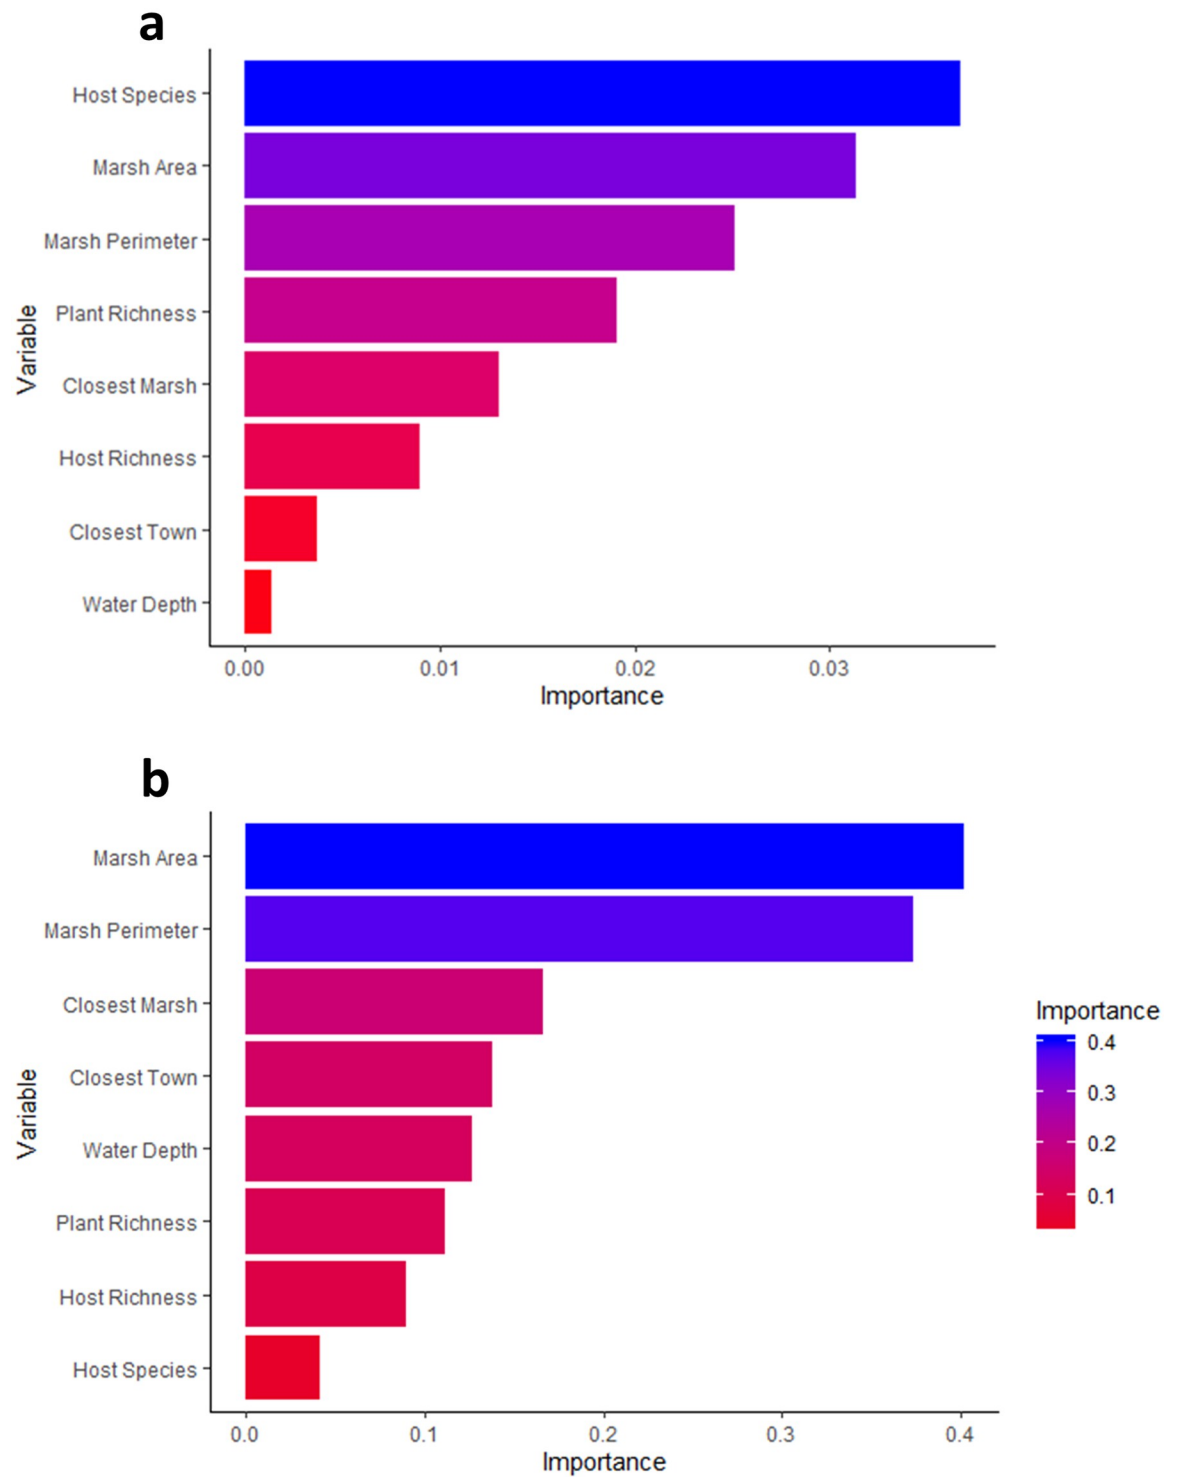 a
Host Species
Marsh Area
Marsh Perimeter
Plant Richness
Closest Marsh
Host Richness
Closest Town
Water Depth
Variable
0.00 0.01 0.02 0.03
Importance
b
Marsh Area
Marsh Perimeter
Closest Marsh
Closest Town
Water Depth
Plant Richness
Host Richness
Host Species
Variable
0.0 0.1 0.2 0.3 0.4
Importance
Importance
0.4
0.3
0.2
0.1